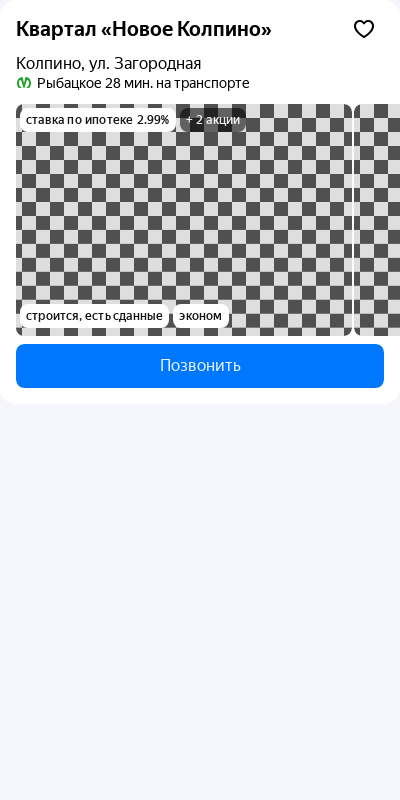 Квартал «Новое Колпино»
Колпино, ул. Загородная
Рыбацкое 28 мин. на транспорте
ставка по ипотеке 2.99%
+ 2 акции
строится, есть сданные
эконом
Позвонить